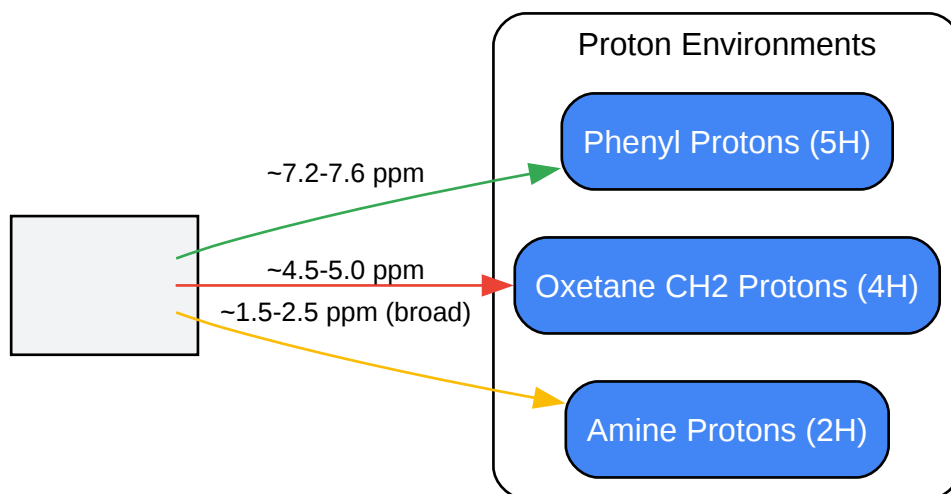 Proton Environments
Phenyl Protons (5H)
~7.2-7.6 ppm
~4.5-5.0 ppm
Oxetane CH2 Protons (4H)
~1.5-2.5 ppm (broad)
Amine Protons (2H)